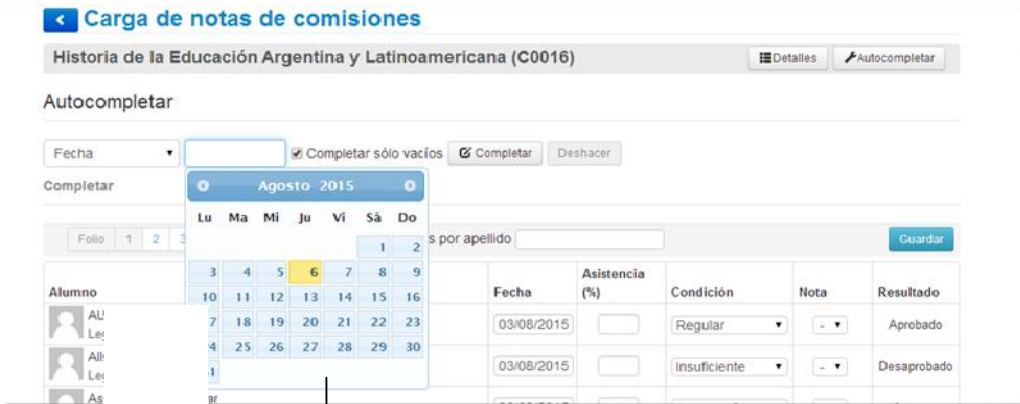 Carga de notas de comisiones
Historia de la Educación Argentina y Latinoamericana (C0016) Detalles Autocompletar
Autocompletar
Fecha Completar sólo vacíos Completar Deshacer
Completar
Agosto 2015
Lu Ma Mi Ju Vi Sá Do
1 2
3 4 5 6 7 8 9
10 11 12 13 14 15 16
18 19 20 21 22 23
25 26 27 28 29 30
Folio 1 2 por apellido Guardar
Alumno Fecha Asistencia (%) Condición Nota Resultado
03/08/2015 Regular - Aprobado
03/08/2015 Insuficiente - Desaprobado